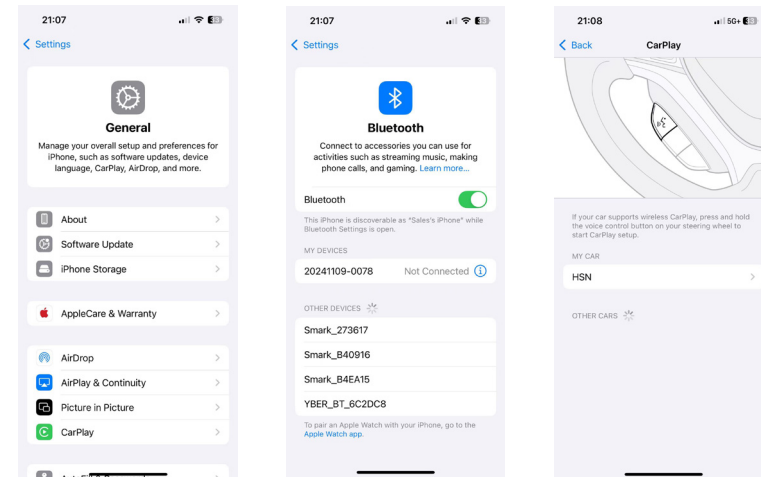 21:07
Settings
General
Manage your overall setup and preferences for
iPhone, such as software updates, device
language, CarPlay, AirDrop, and more.
About
Software Update
iPhone Storage
AppleCare & Warranty
AirDrop
AirPlay & Continuity
Picture in Picture
CarPlay
21:07
Settings
Bluetooth
Connect to accessories you can use for
activities such as streaming music, making
phone calls, and gaming. Learn more...
Bluetooth
This iPhone is discoverable as "Sales's iPhone" while
Bluetooth Settings is open.
MY DEVICES
20241109-0078 Not Connected
OTHER DEVICES
Smark_273617
Smark_B40916
Smark_B4EA15
YBER_BT_6C2DC8
To pair an Apple Watch with your iPhone, go to the
Apple Watch app.
21:08 5G+
Back CarPlay
If your car supports wireless CarPlay, press and hold
the voice control button on your steering wheel to
start CarPlay setup.
MY CAR
HSN
OTHER CARS